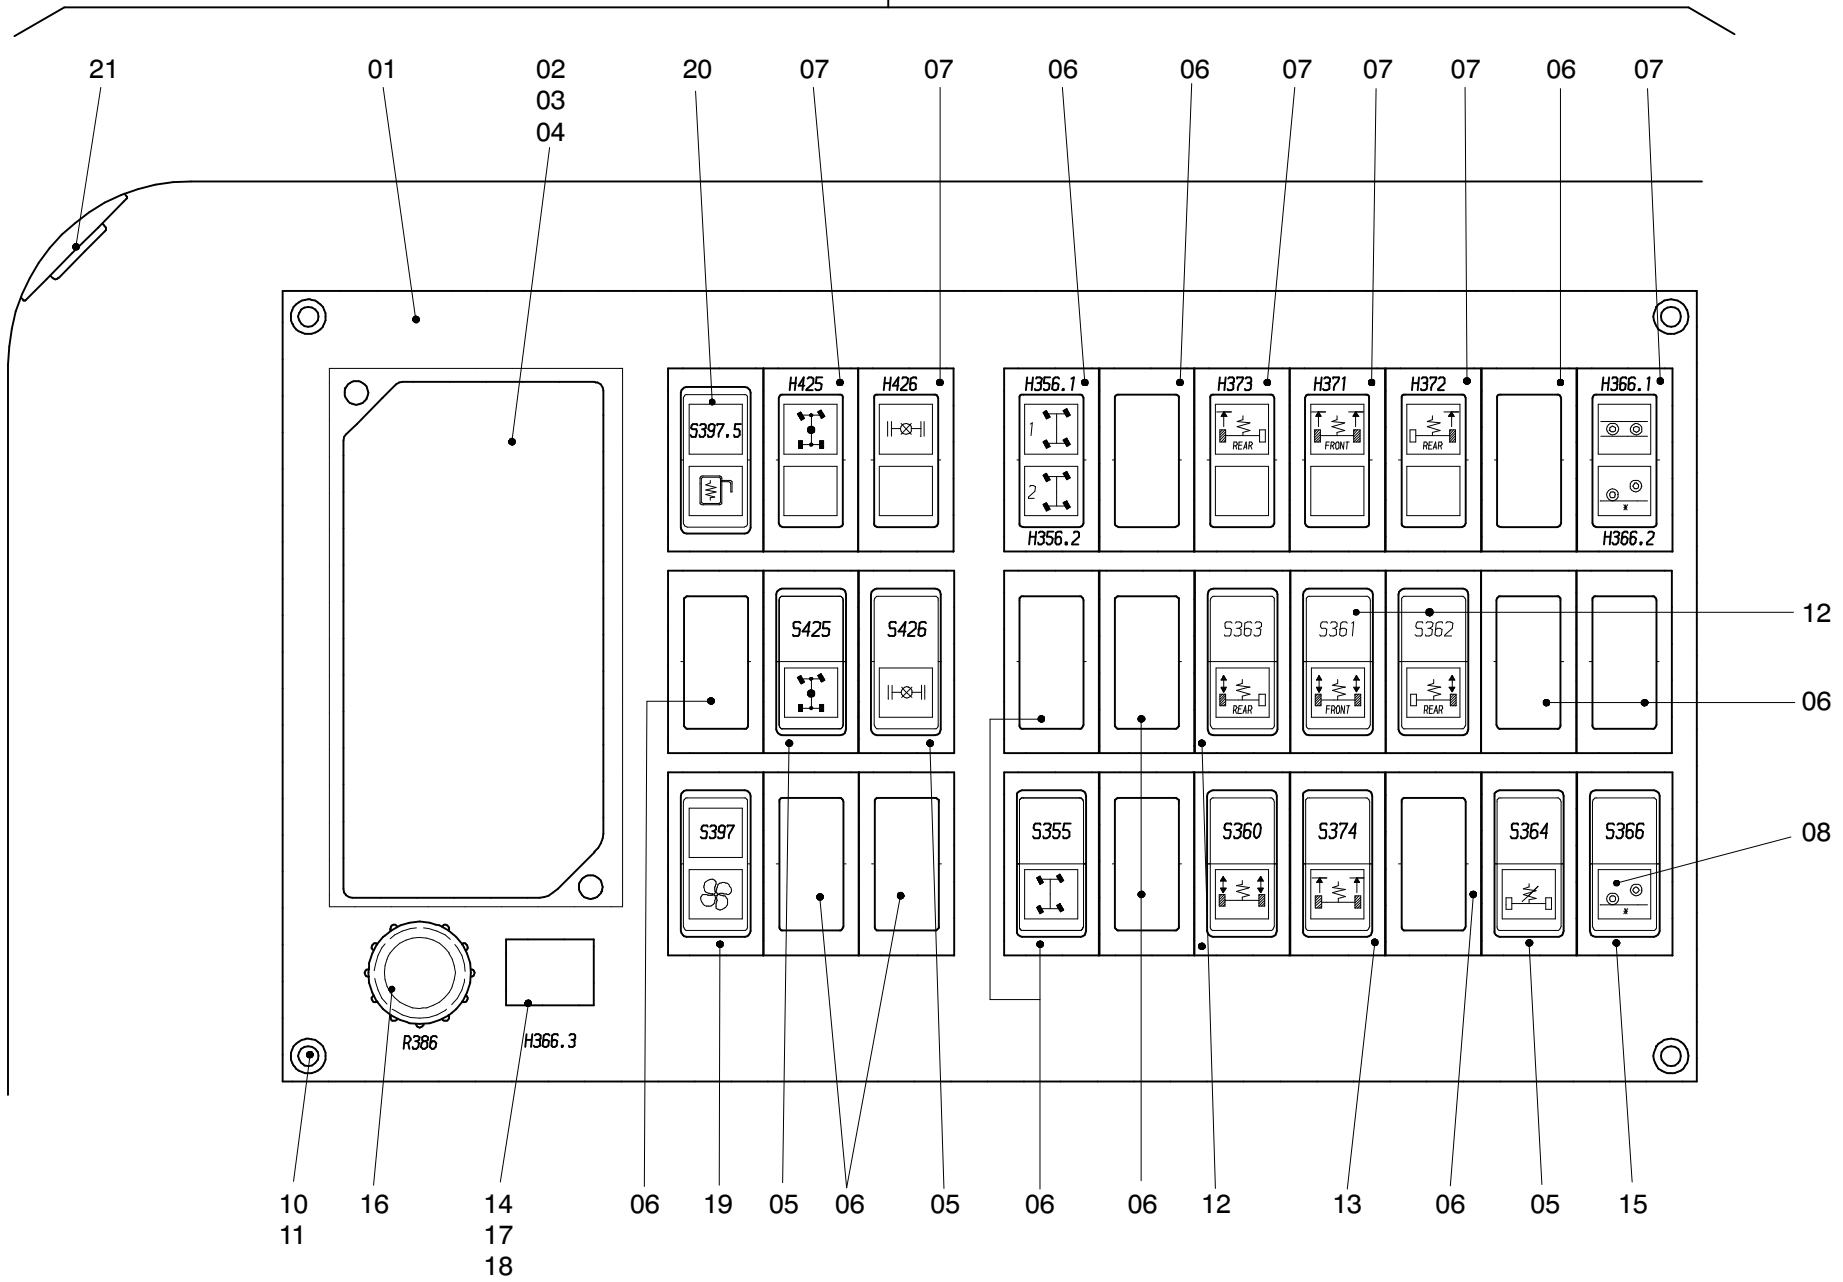 21 01 02 20 07 07 06 06 07 07 07 06 07
03
04
H425 H426 H356.1 H373 H371 H372 H366.1
S397.5 1 REAR FRONT REAR
2
*
H356.2 H366.2
12
S425 S426 S363 S361 S362
REAR FRONT REAR
06
S397 S355 S360 S374 S364 S366
08
*
R386 H366.3
10 16 14 06 19 05 06 05 06 06 12 13 06 05 15
11 17
18